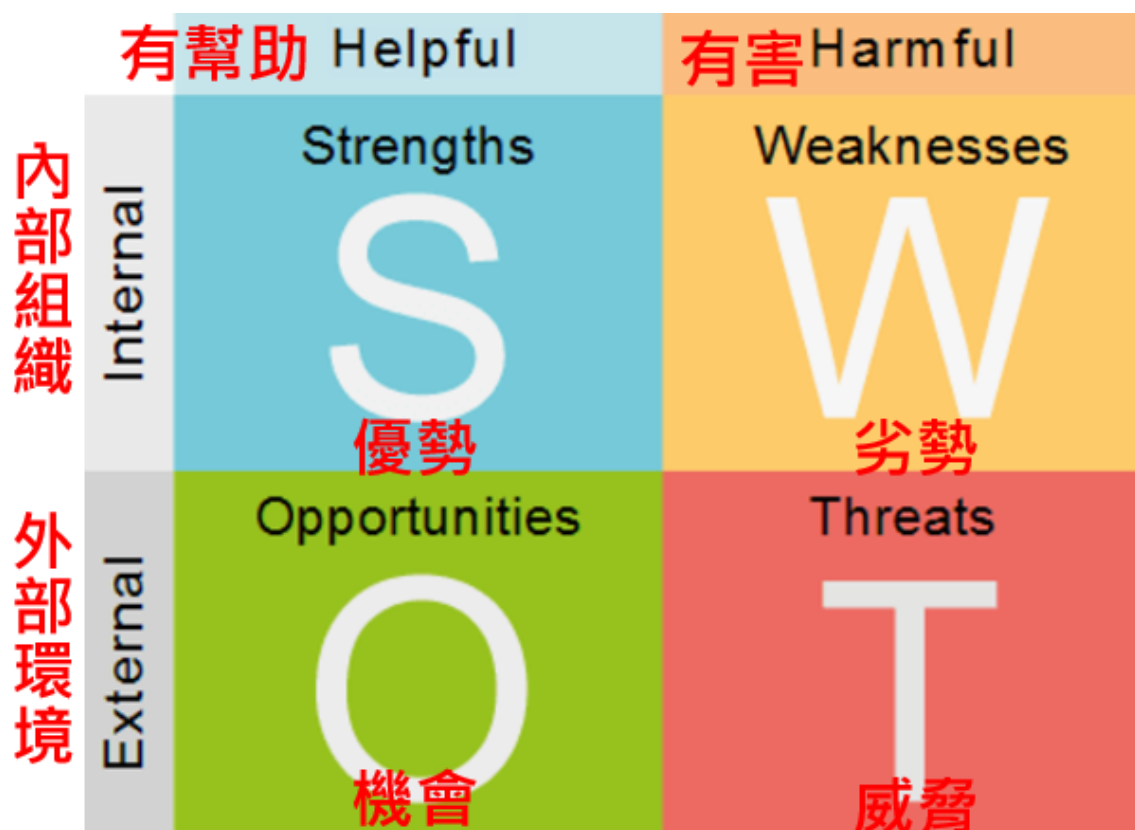 有幫助 Helpful
有害 Harmful
內部組織
Internal
Strengths
S
優勢
Weaknesses
W
劣勢
外部環境
External
Opportunities
O
機會
Threats
T
威脅